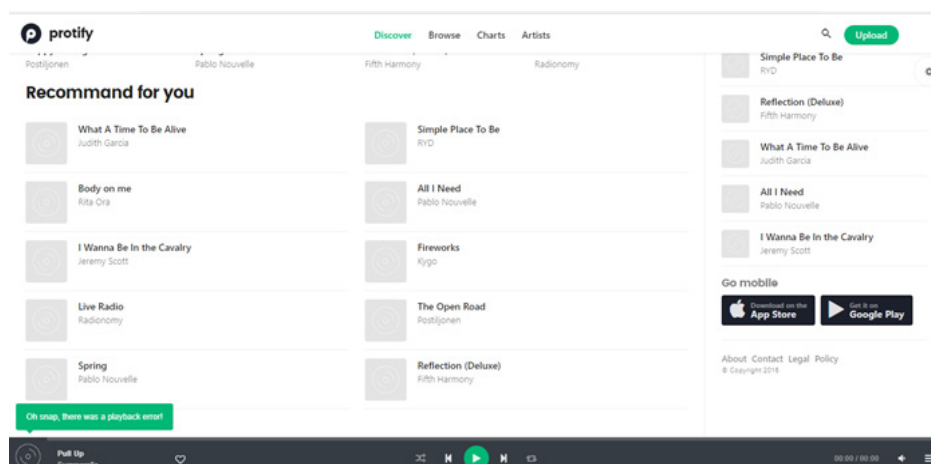 protify
Discover Browse Charts Artists
Upload
Postiljonen Pablo Nouvelle Fifth Harmony Radionomy
Recommand for you
What A Time To Be Alive
Judith Garcia
Simple Place To Be
RYD
Body on me
Rita Ora
All I Need
Pablo Nouvelle
I Wanna Be In the Cavalry
Jeremy Scott
Fireworks
Kygo
Live Radio
Radionomy
The Open Road
Postiljonen
Spring
Pablo Nouvelle
Reflection (Deluxe)
Fifth Harmony
Simple Place To Be
RYD
Reflection (Deluxe)
Fifth Harmony
What A Time To Be Alive
Judith Garcia
All I Need
Pablo Nouvelle
I Wanna Be In the Cavalry
Jeremy Scott
Go mobile
Download on the
App Store
Get it on
Google Play
About Contact Legal Policy
© Copyright 2016
Oh snap, there was a playback error!
Pull Up
00:00 / 00:00